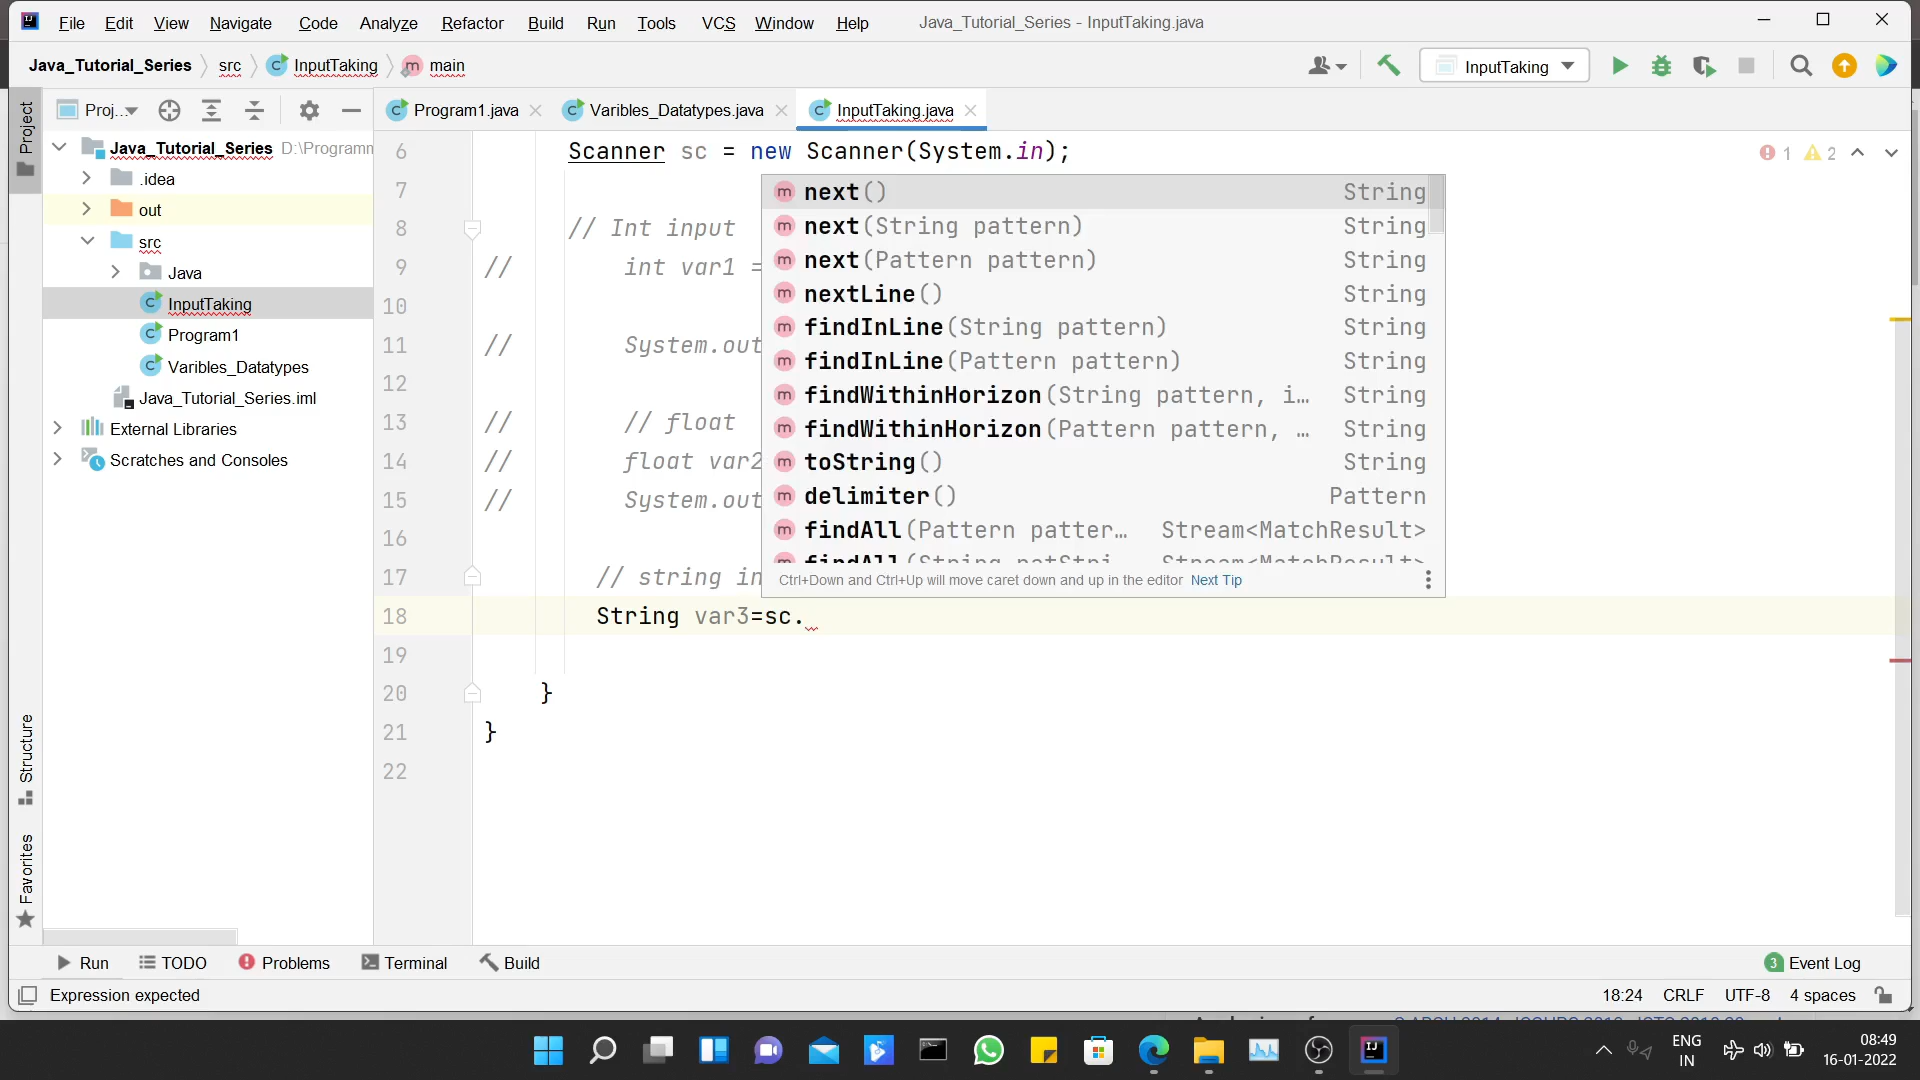 File Edit View Navigate Code Analyze Refactor Build Run Tools VCS Window Help Java_Tutorial_Series - InputTaking.java
Java_Tutorial_Series src InputTaking main InputTaking
Project
Structure
Favorites
Proj...
Java_Tutorial_Series D:\Programm
.idea
out
src
Java
InputTaking
Program1
Varibles_Datatypes
Java_Tutorial_Series.iml
External Libraries
Scratches and Consoles
Program1.java Varibles_Datatypes.java InputTaking.java
1 2
6 Scanner sc = new Scanner(System.in);
7
8 // Int input
9 // int var1 =
10
11 // System.out
12
13 // // float
14 // float var2
15 // System.out
16
17 // string in
18 String var3=sc.
19
20 }
21 }
22
next() String
next(String pattern) String
next(Pattern pattern) String
nextLine() String
findInLine(String pattern) String
findInLine(Pattern pattern) String
findWithinHorizon(String pattern, i… String
findWithinHorizon(Pattern pattern, … String
toString() String
delimiter() Pattern
findAll(Pattern patter… Stream<MatchResult>
findAll(String patStri… Stream<MatchResult>
Ctrl+Down and Ctrl+Up will move caret down and up in the editor Next Tip
Run TODO Problems Terminal Build 3 Event Log
Expression expected 18:24 CRLF UTF-8 4 spaces
ENG
IN
08:49
16-01-2022